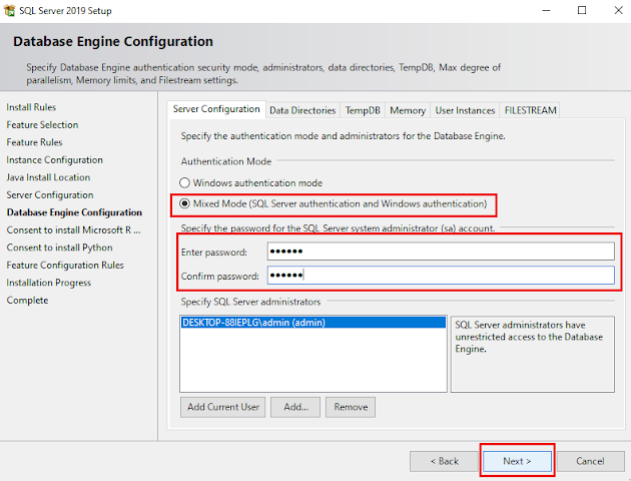 SQL Server 2019 Setup
Database Engine Configuration
Specify Database Engine authentication security mode, administrators, data directories, TempDB, Max degree of
parallelism, Memory limits, and Filestream settings.
Install Rules
Feature Selection
Feature Rules
Instance Configuration
Java Install Location
Server Configuration
Database Engine Configuration
Consent to install Microsoft R ...
Consent to install Python
Feature Configuration Rules
Installation Progress
Complete
Server Configuration Data Directories TempDB Memory User Instances FILESTREAM
Specify the authentication mode and administrators for the Database Engine.
Authentication Mode
Windows authentication mode
Mixed Mode (SQL Server authentication and Windows authentication)
Specify the password for the SQL Server system administrator (sa) account.
Enter password: ●●●●●●
Confirm password: ●●●●●●
Specify SQL Server administrators
DESKTOP-88IEPLG\admin (admin)
SQL Server administrators have
unrestricted access to the Database
Engine.
Add Current User Add... Remove
< Back Next > Cancel